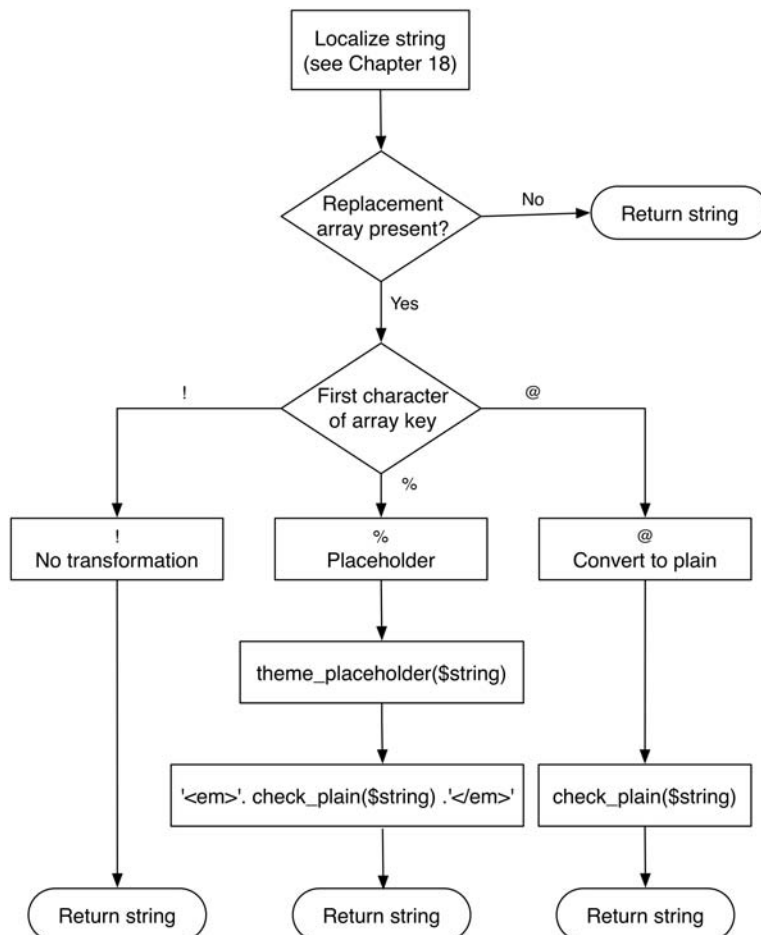 Localize string
(see Chapter 18)
Replacement
array present?
No
Return string
Yes
!
First character
of array key
@
%
!
No transformation
%
Placeholder
@
Convert to plain
theme_placeholder($string)
'<em>'. check_plain($string) .'</em>'
check_plain($string)
Return string
Return string
Return string